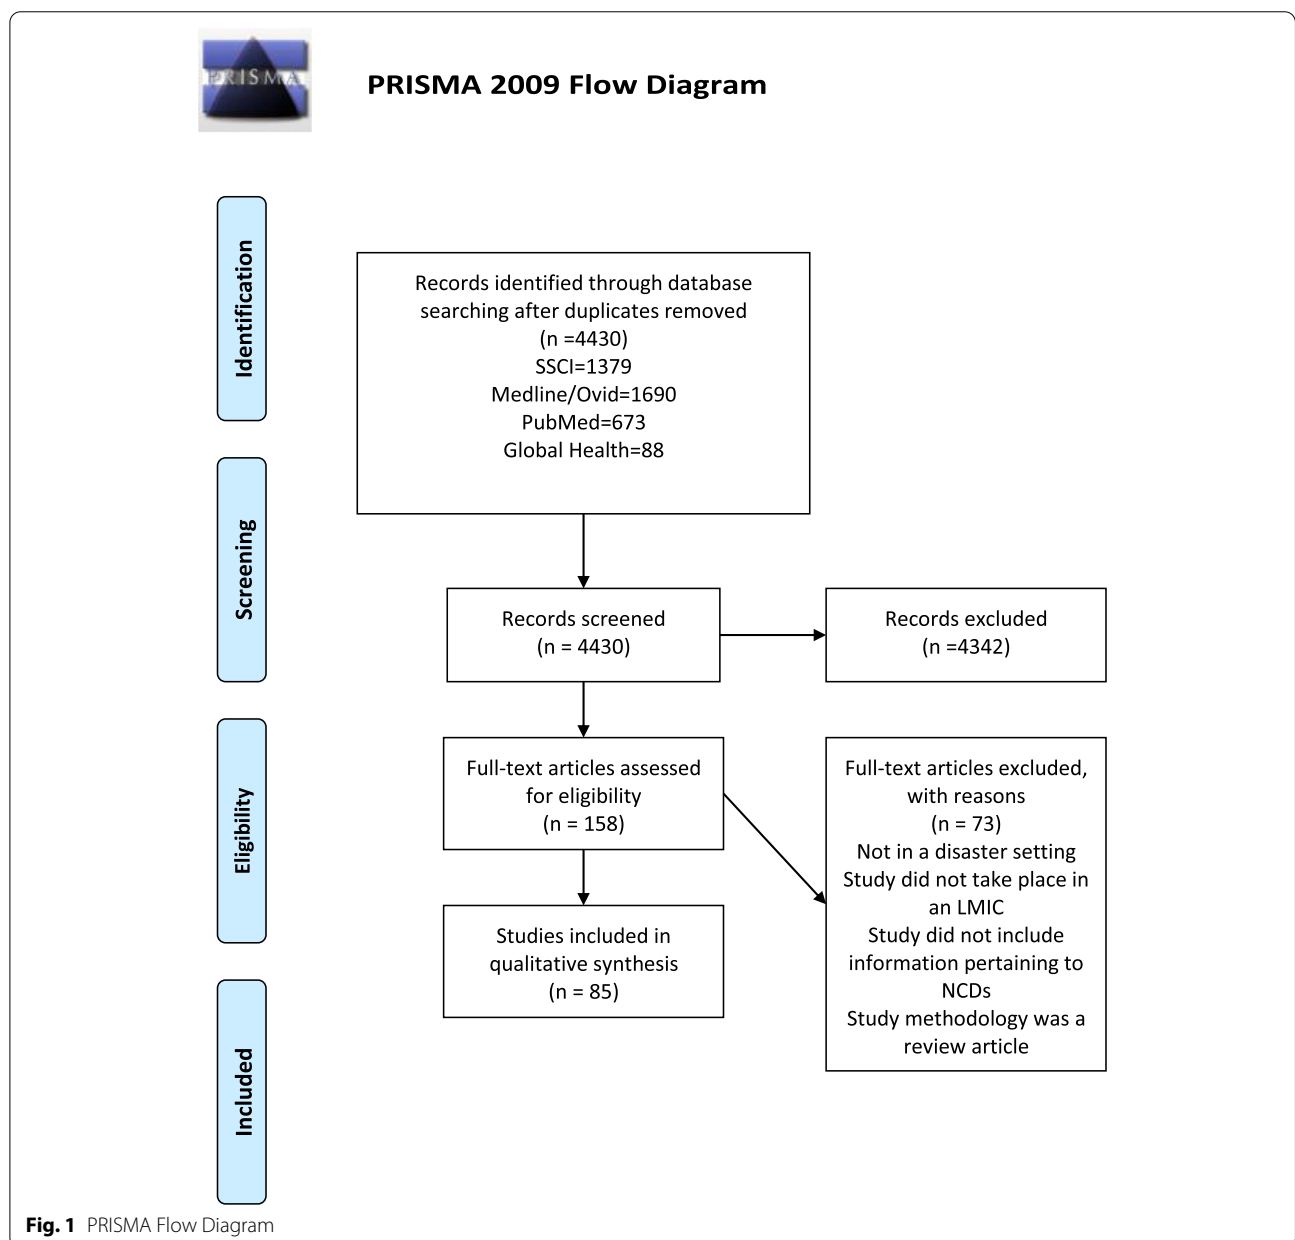 PRISMA
PRISMA 2009 Flow Diagram
Identification
Records identified through database
searching after duplicates removed
(n =4430)
SSCI=1379
Medline/Ovid=1690
PubMed=673
Global Health=88
Screening
Records screened
(n = 4430)
Records excluded
(n =4342)
Eligibility
Full-text articles assessed
for eligibility
(n = 158)
Full-text articles excluded,
with reasons
(n = 73)
Not in a disaster setting
Study did not take place in
an LMIC
Study did not include
information pertaining to
NCDs
Study methodology was a
review article
Studies included in
qualitative synthesis
(n = 85)
Included
Fig. 1 PRISMA Flow Diagram